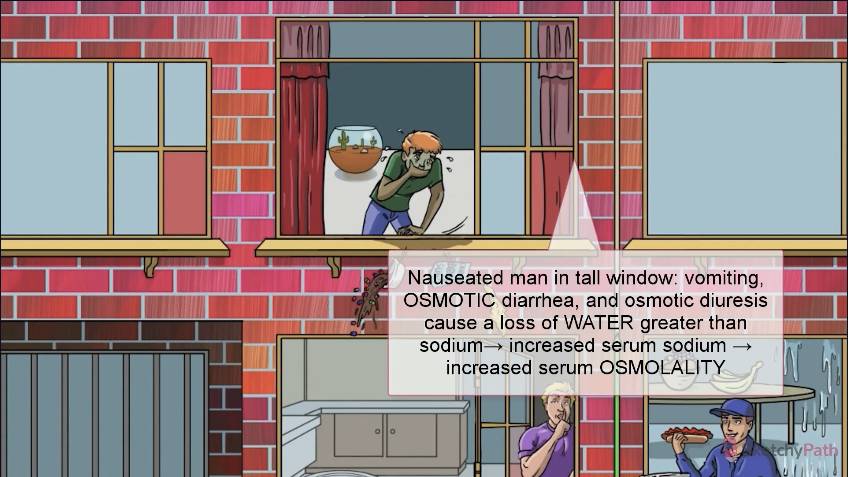 Nauseated man in tall window: vomiting,
OSMOTIC diarrhea, and osmotic diuresis
cause a loss of WATER greater than
sodium→ increased serum sodium →
increased serum OSMOLALITY
SketchyPath